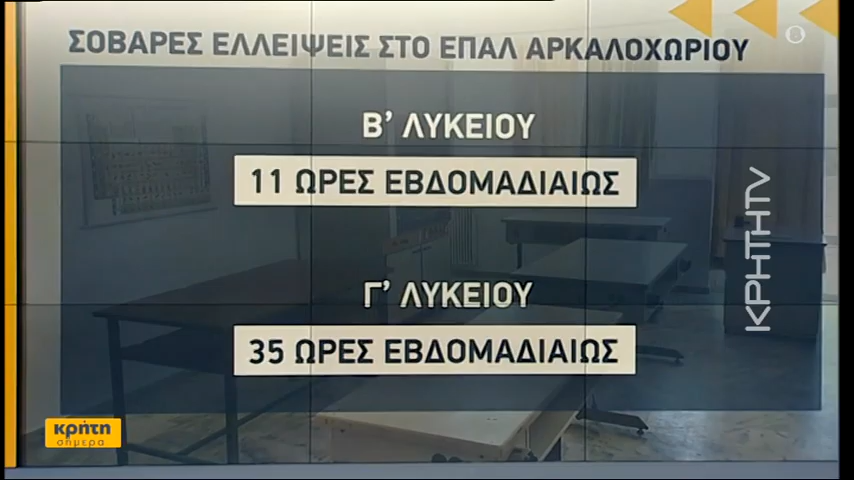 ΣΟΒΑΡΕΣ ΕΛΛΕΙΨΕΙΣ ΣΤΟ ΕΠΑΛ ΑΡΚΑΛΟΧΩΡΙΟΥ
Β’ ΛΥΚΕΙΟΥ
11 ΩΡΕΣ ΕΒΔΟΜΑΔΙΑΙΩΣ
Γ’ ΛΥΚΕΙΟΥ
35 ΩΡΕΣ ΕΒΔΟΜΑΔΙΑΙΩΣ
ΚΡΗΤΗTV
κρήτη
σήμερα